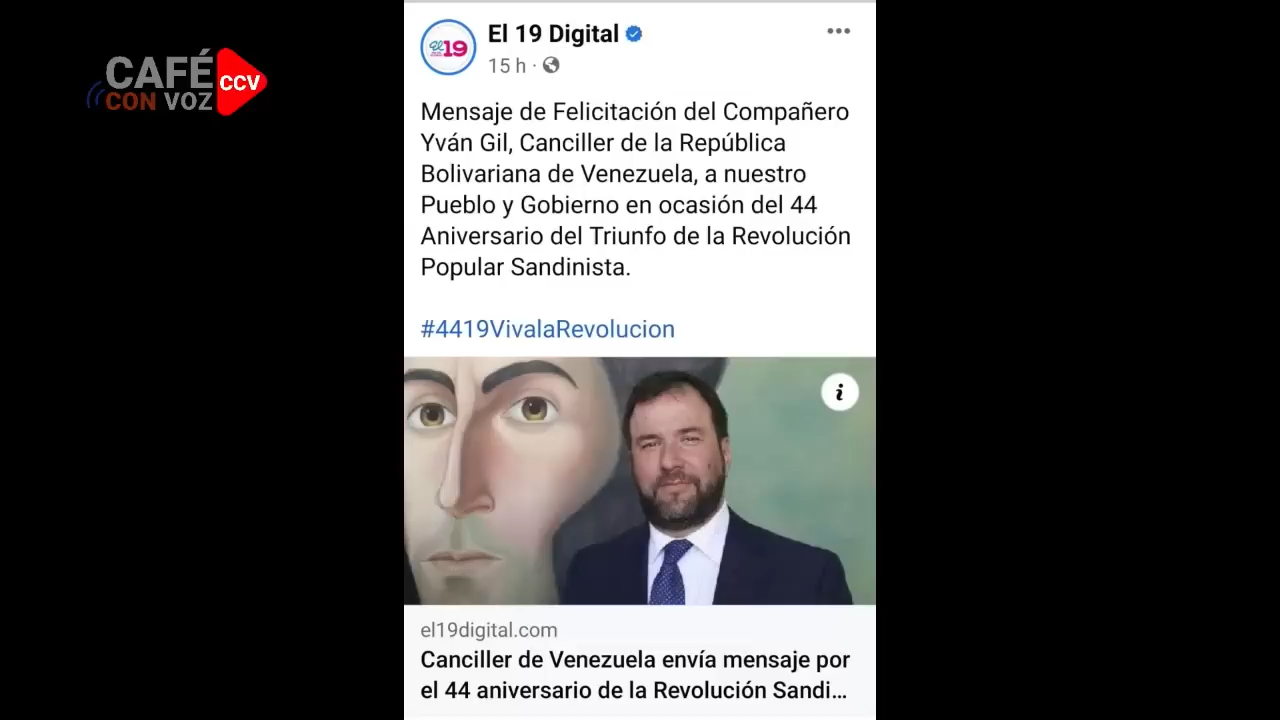 CAFÉ
CON VOZ
CCV
El 19 Digital
el19
15 h ·
Mensaje de Felicitación del Compañero
Yván Gil, Canciller de la República
Bolivariana de Venezuela, a nuestro
Pueblo y Gobierno en ocasión del 44
Aniversario del Triunfo de la Revolución
Popular Sandinista.
#4419VivalaRevolucion
i
el19digital.com
Canciller de Venezuela envía mensaje por
el 44 aniversario de la Revolución Sandi...